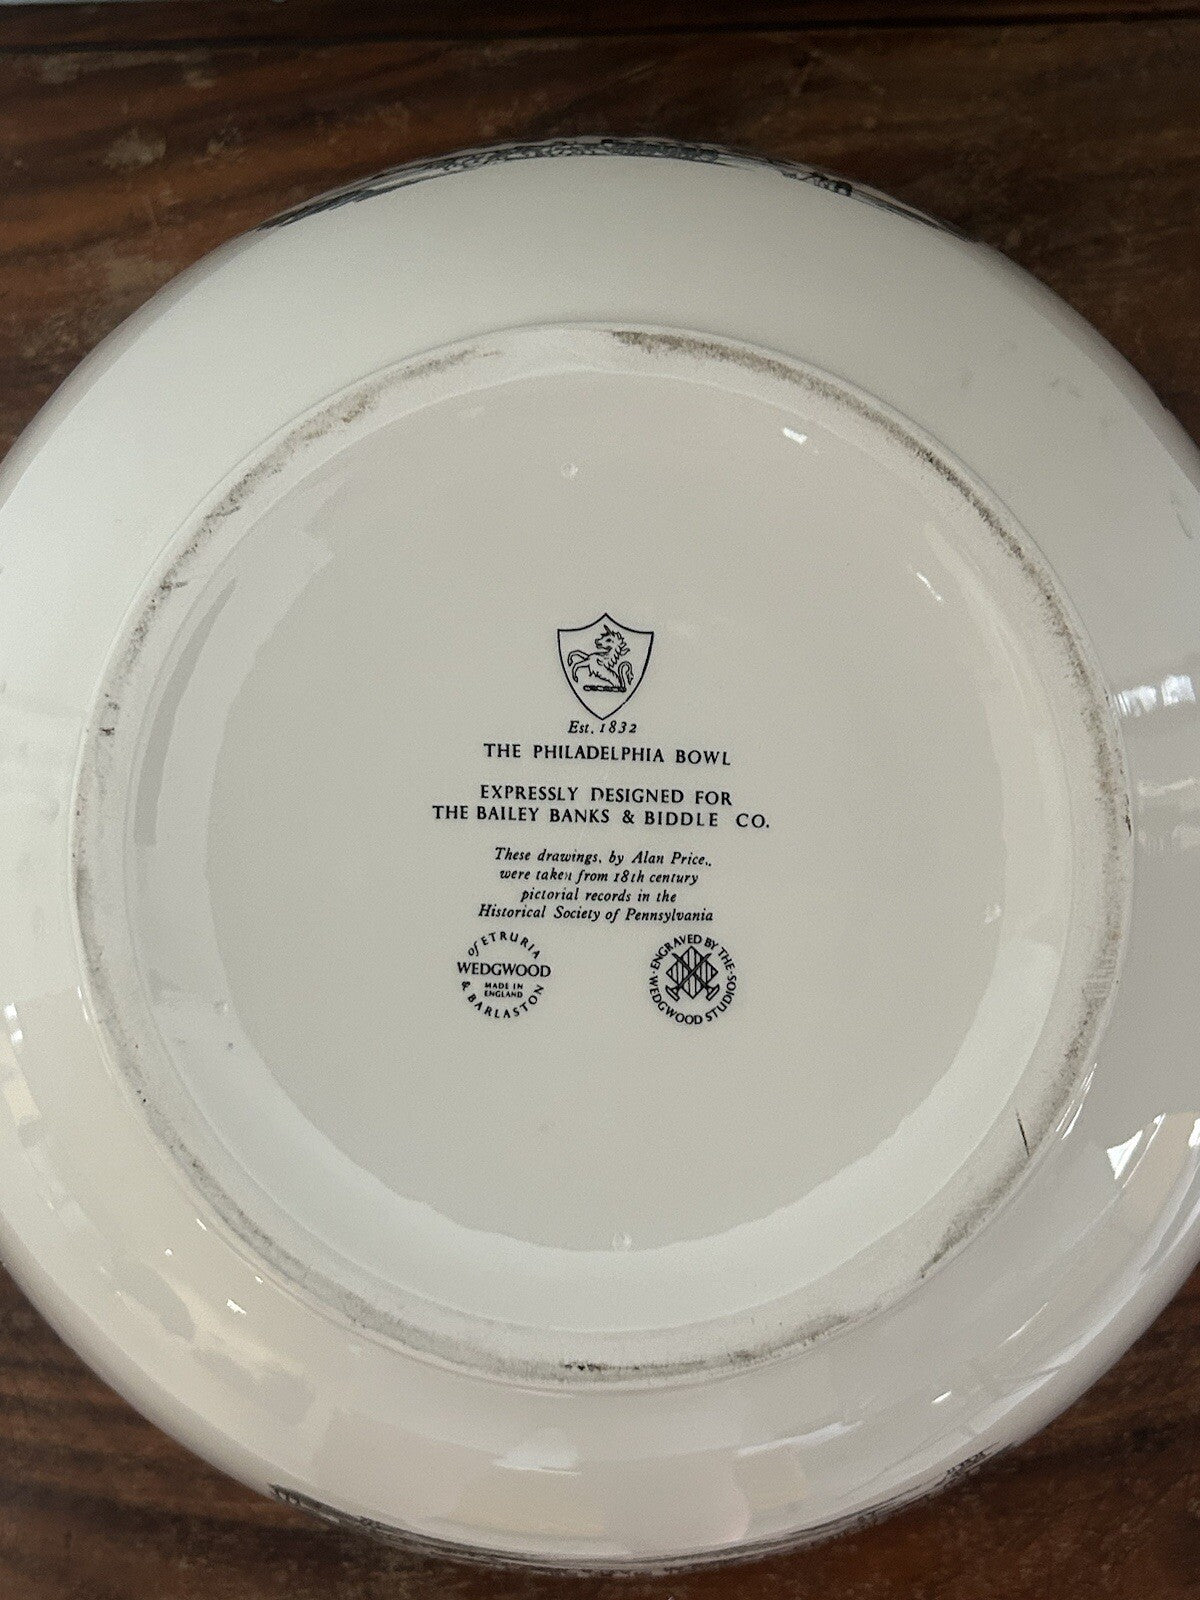 Est. 1832
THE PHILADELPHIA BOWL
EXPRESSLY DESIGNED FOR
THE BAILEY BANKS & BIDDLE CO.
These drawings, by Alan Price.,
were taken from 18th century
pictorial records in the
Historical Society of Pennsylvania
of ETRURIA
WEDGWOOD
MADE IN
ENGLAND
& BARLASTON
ENGRAVED BY THE
WEDGWOOD STUDIOS